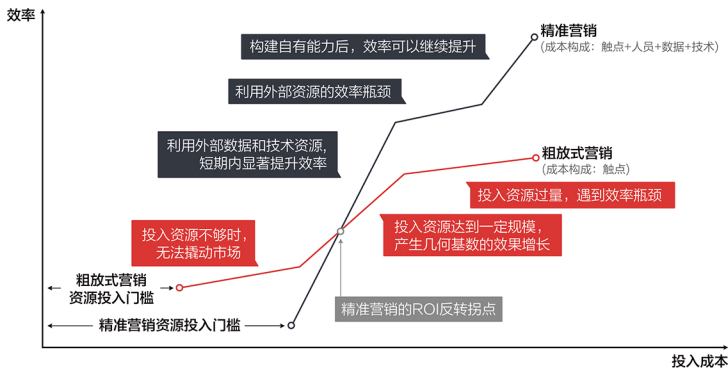 效率
构建自有能力后，效率可以继续提升
精准营销
(成本构成：触点+人员+数据+技术)
利用外部资源的效率瓶颈
利用外部数据和技术资源,
短期内显著提升效率
粗放式营销
(成本构成：触点)
投入资源过量，遇到效率瓶颈
投入资源不够时，
无法撬动市场
投入资源达到一定规模，
产生几何基数的效果增长
粗放式营销
资源投入门槛
精准营销的ROI反转拐点
精准营销资源投入门槛
投入成本